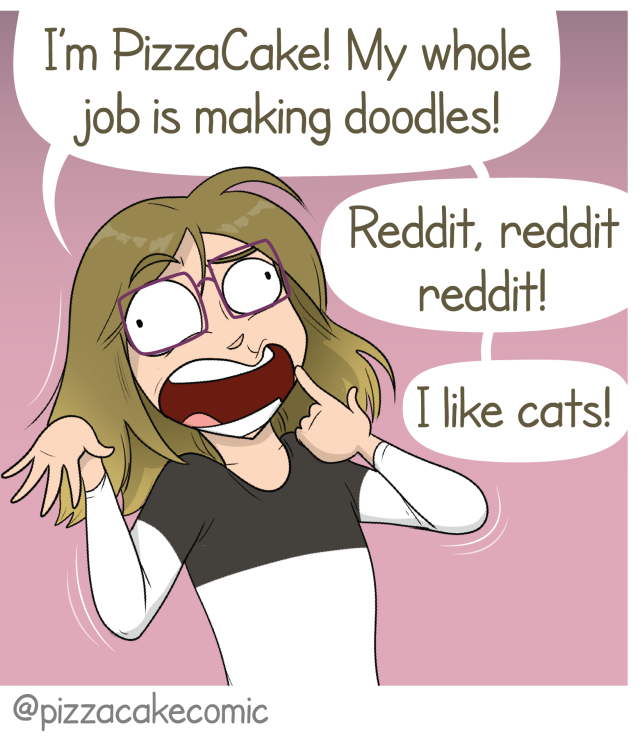 I'm PizzaCake! My whole
job is making doodles!
Reddit, reddit
reddit!
I like cats!
@pizzacakecomic